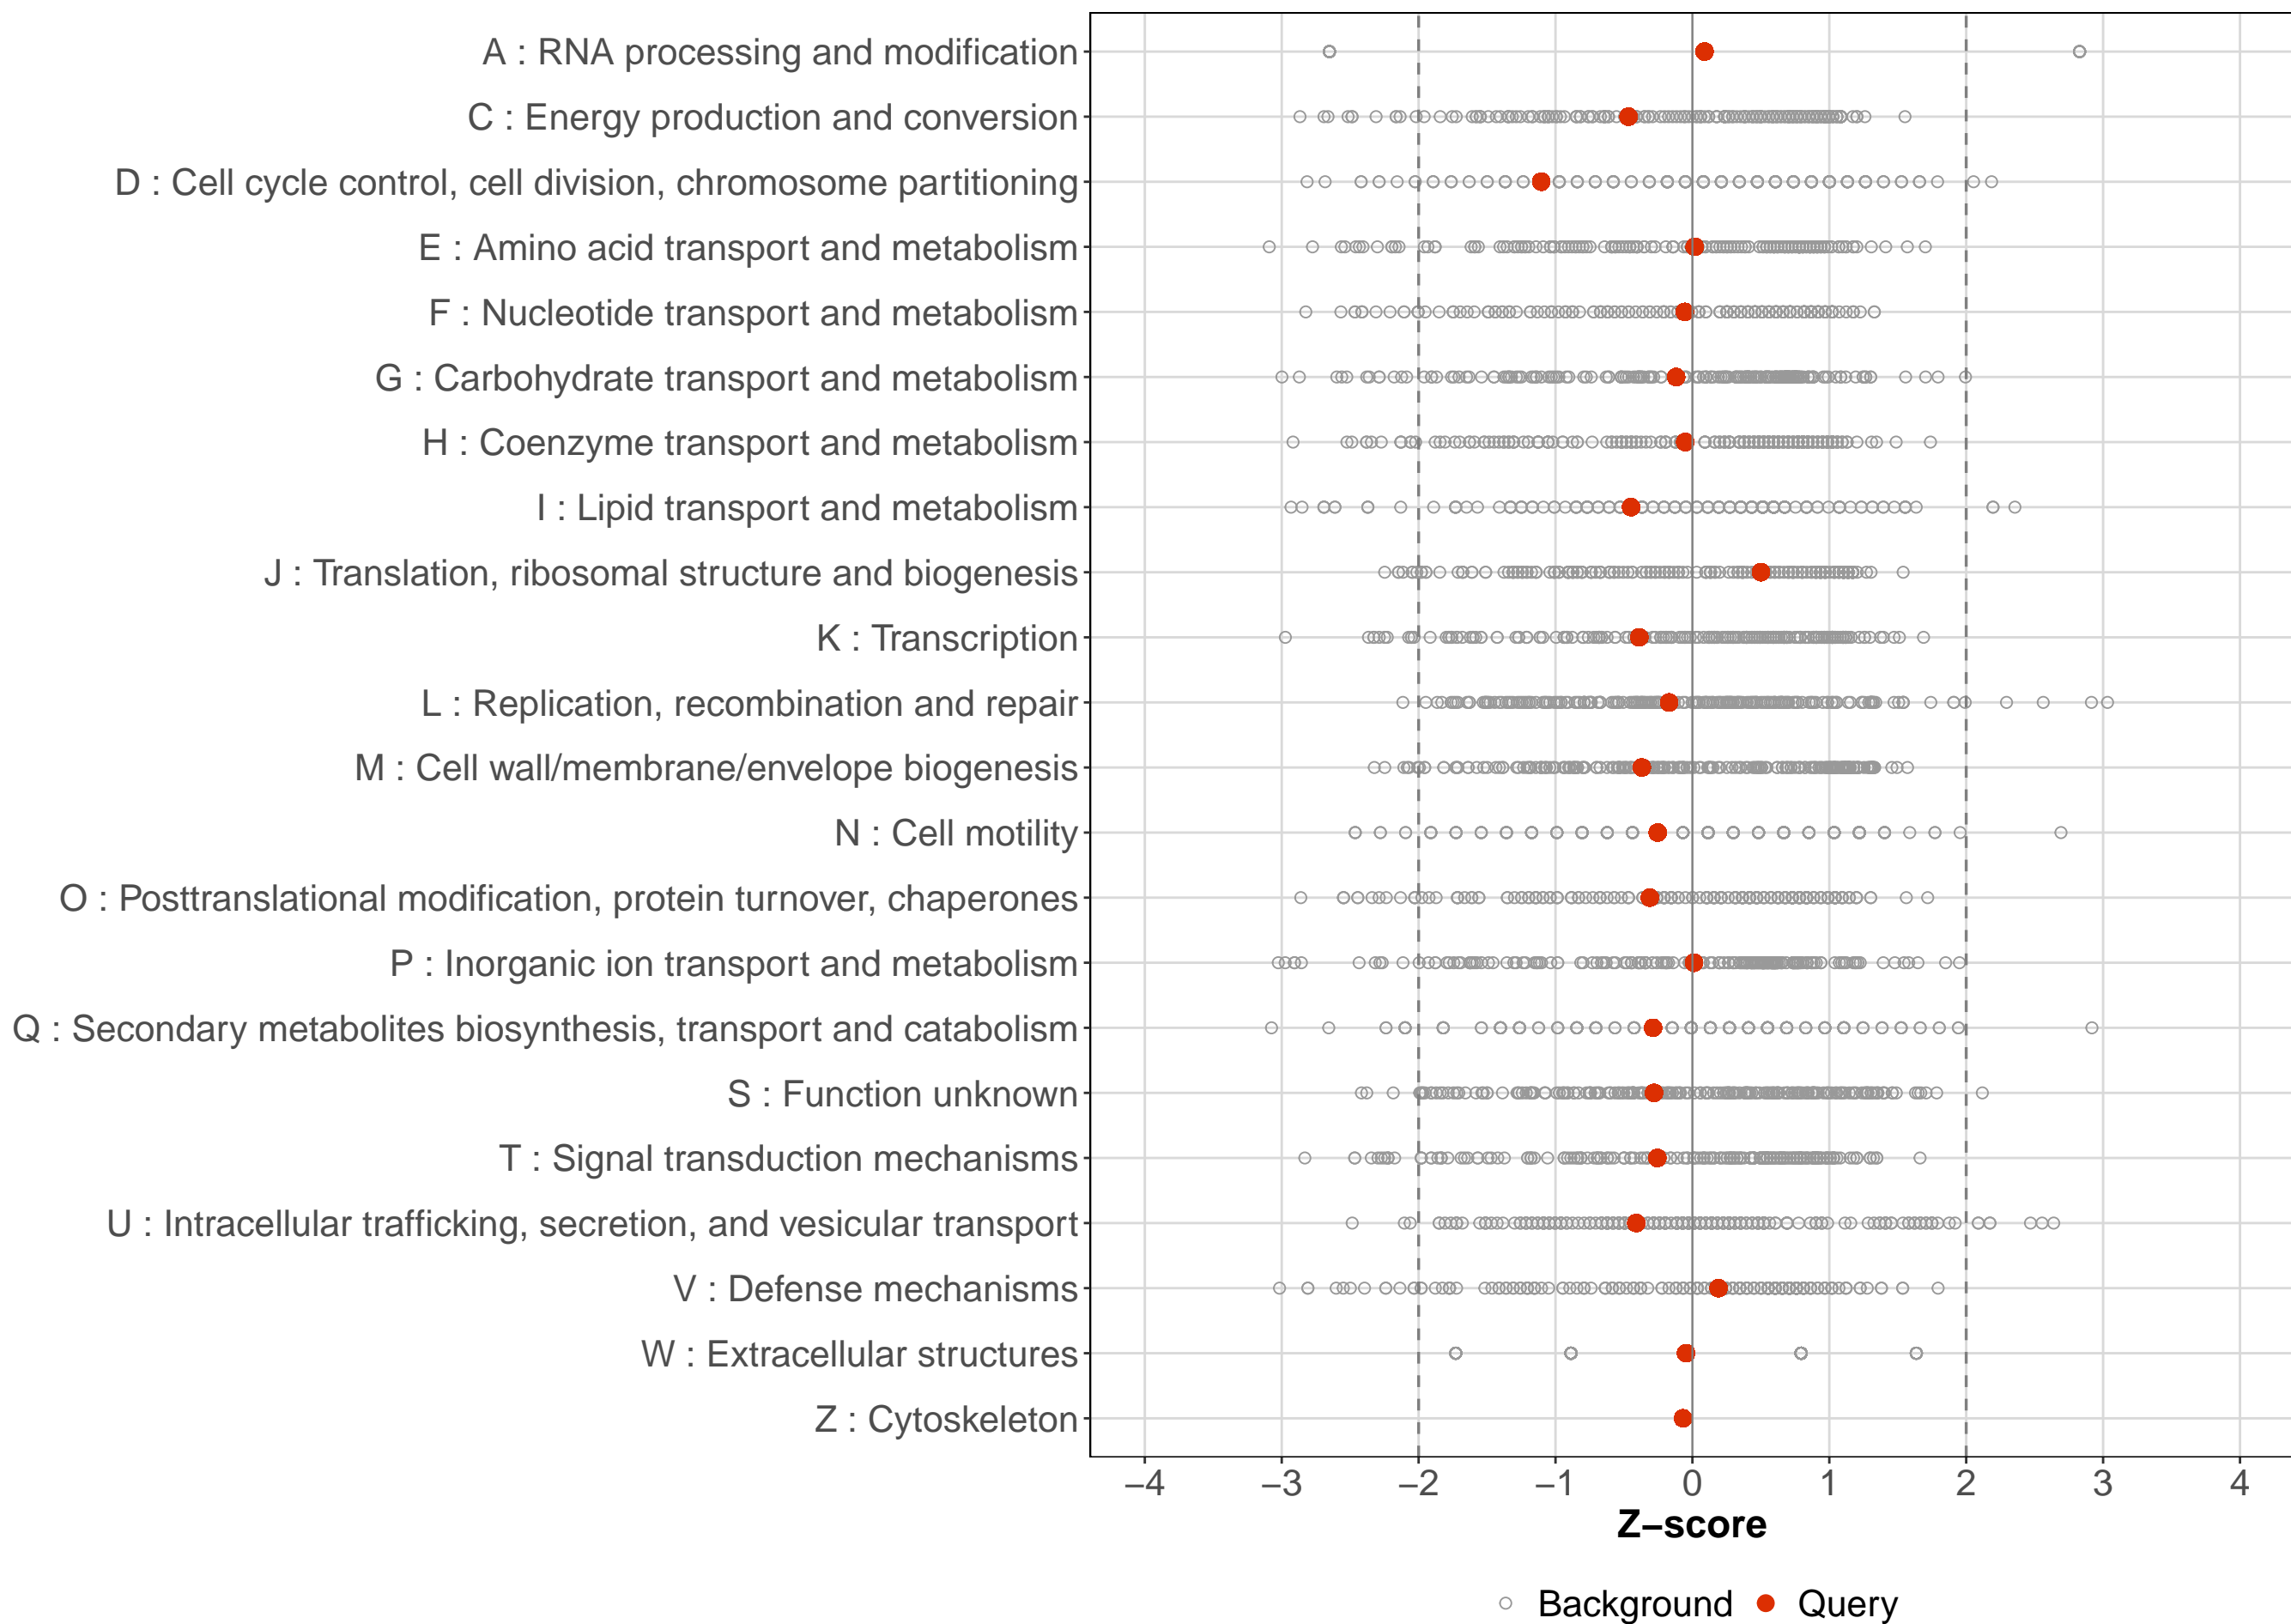 A : RNA processing and modification
C : Energy production and conversion
D : Cell cycle control, cell division, chromosome partitioning
E : Amino acid transport and metabolism
F : Nucleotide transport and metabolism
G : Carbohydrate transport and metabolism
H : Coenzyme transport and metabolism
I : Lipid transport and metabolism
J : Translation, ribosomal structure and biogenesis
K : Transcription
L : Replication, recombination and repair
M : Cell wall/membrane/envelope biogenesis
N : Cell motility
O : Posttranslational modification, protein turnover, chaperones
P : Inorganic ion transport and metabolism
Q : Secondary metabolites biosynthesis, transport and catabolism
S : Function unknown
T : Signal transduction mechanisms
U : Intracellular trafficking, secretion, and vesicular transport
V : Defense mechanisms
W : Extracellular structures
Z : Cytoskeleton
−4 −3 −2 −1 0 1 2 3 4
Z−score
Background Query